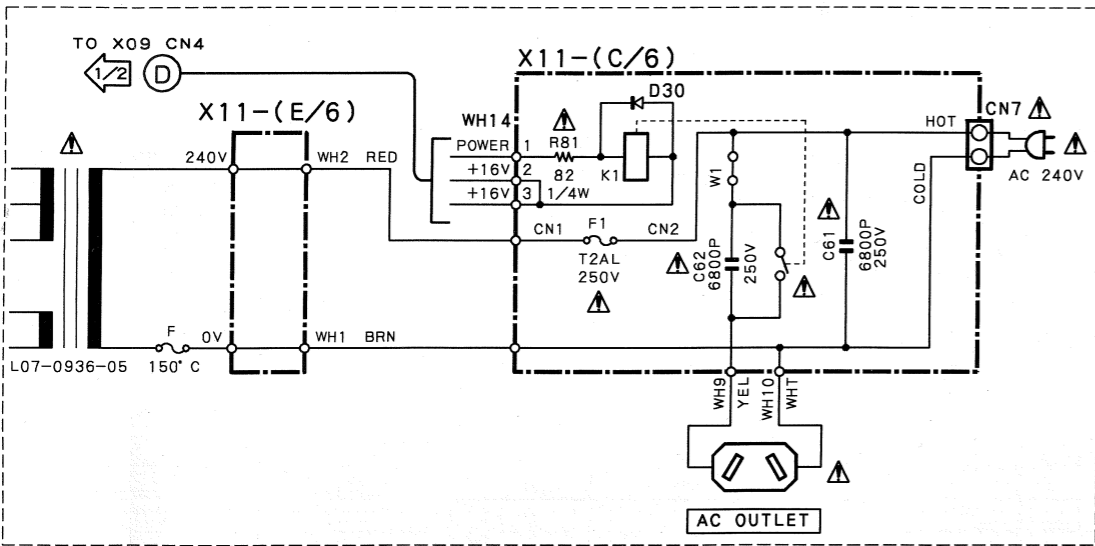 TO X09 CN4
1/2 D
X11-(C/6)
D30
X11-(E/6)
WH14
CN7
HOT
POWER 1
R81
240V
WH2 RED
+16V 2
82
K1
+16V 3
1/4W
W1
COLD
AC 240V
CN1
F1
CN2
T2AL
250V
C62
6800P
250V
C61
6800P
250V
F
0V
WH1 BRN
L07-0936-05
150° C
WH9
YEL
WH10
WHT
AC OUTLET